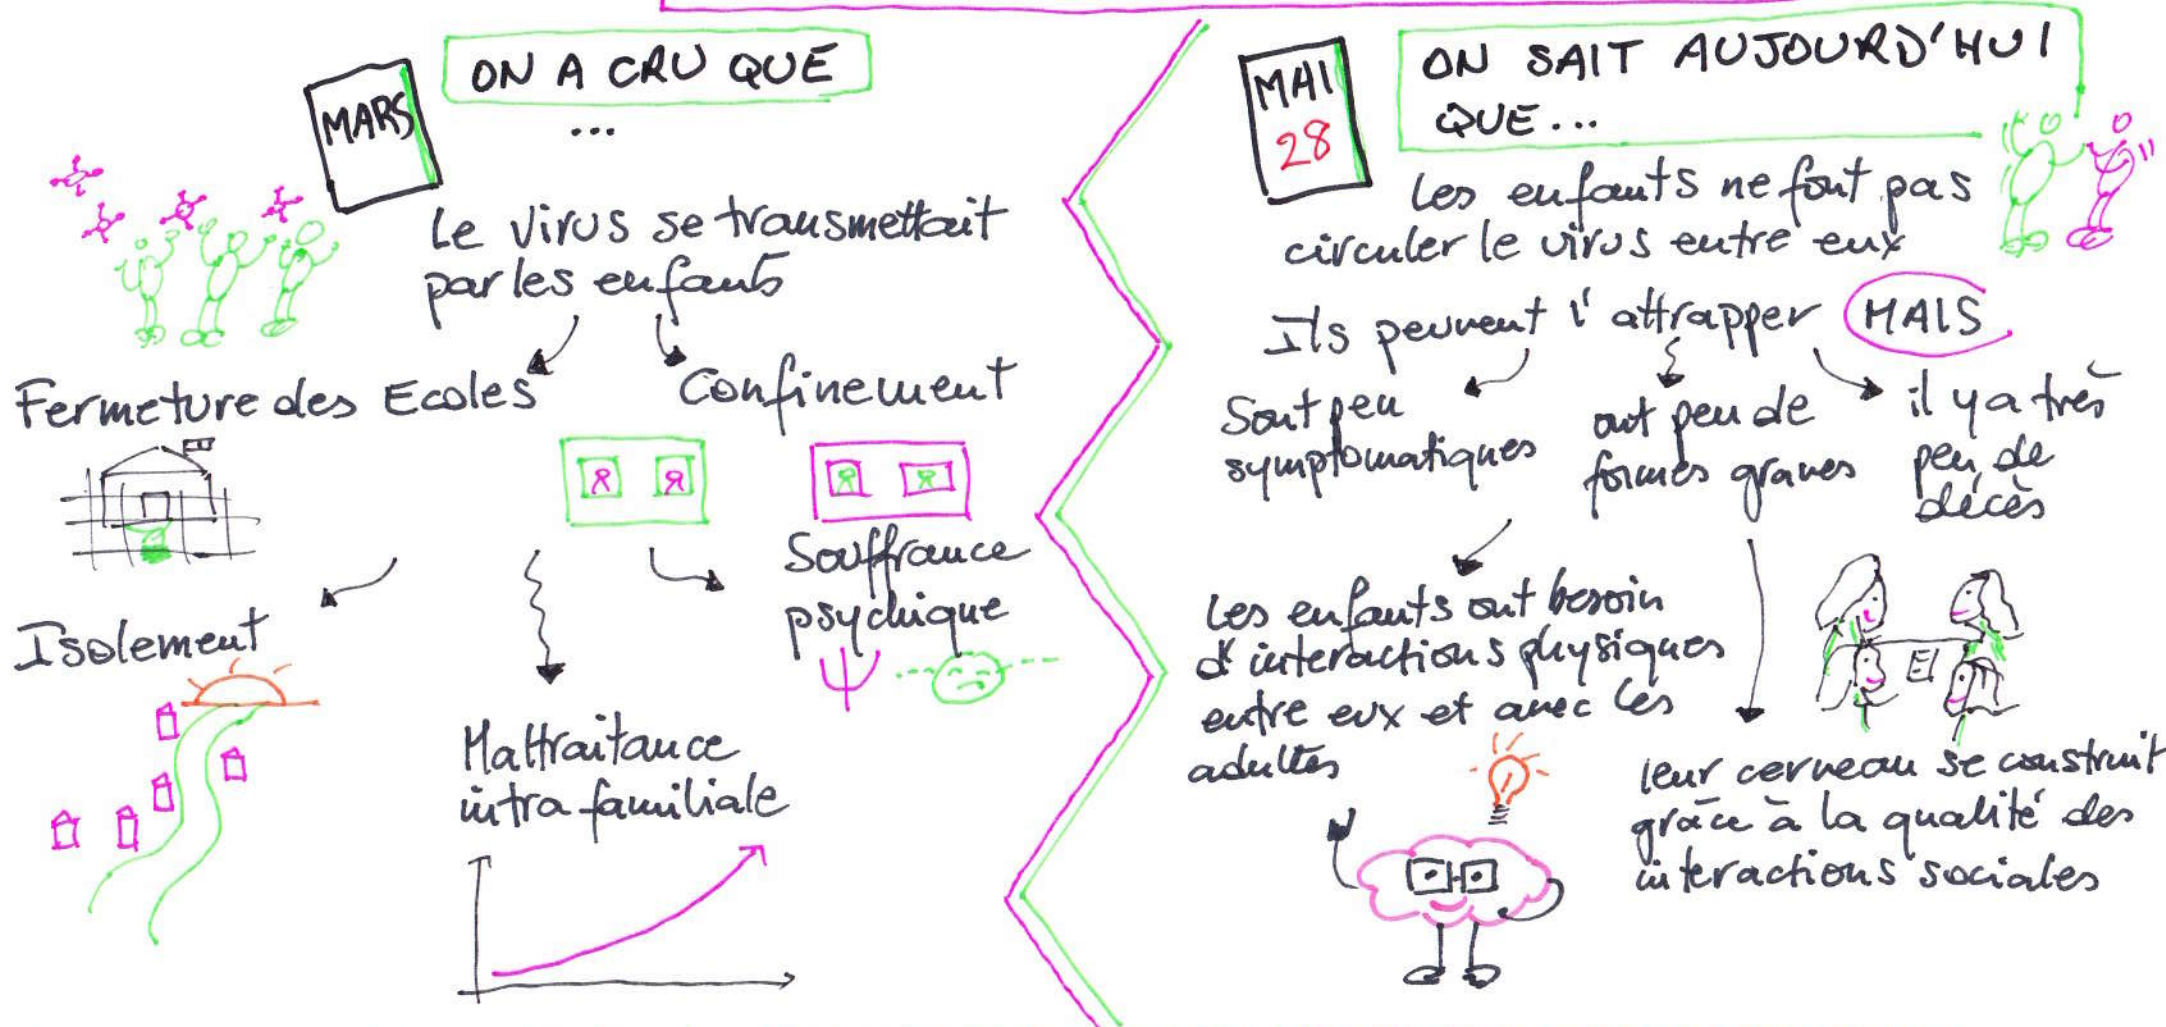 MARS
ON A CRU QUE
...
Le virus se transmettait
par les enfants
Fermeture des Ecoles
Confinement
Isolement
Maltraitance
intra familiale
Souffrance
psychique
MAI
28
ON SAIT AUJOURD'HUI
QUE...
Les enfants ne font pas
circuler le virus entre eux
Ils peuvent l'attrapper MAIS
Sont peu
symptomatiques
ont peu de
formes graves
il y a très
peu de
décès
Les enfants ont besoin
d'interactions physiques
entre eux et avec les
adultes
leur cerveau se construit
grâce à la qualité des
interactions sociales